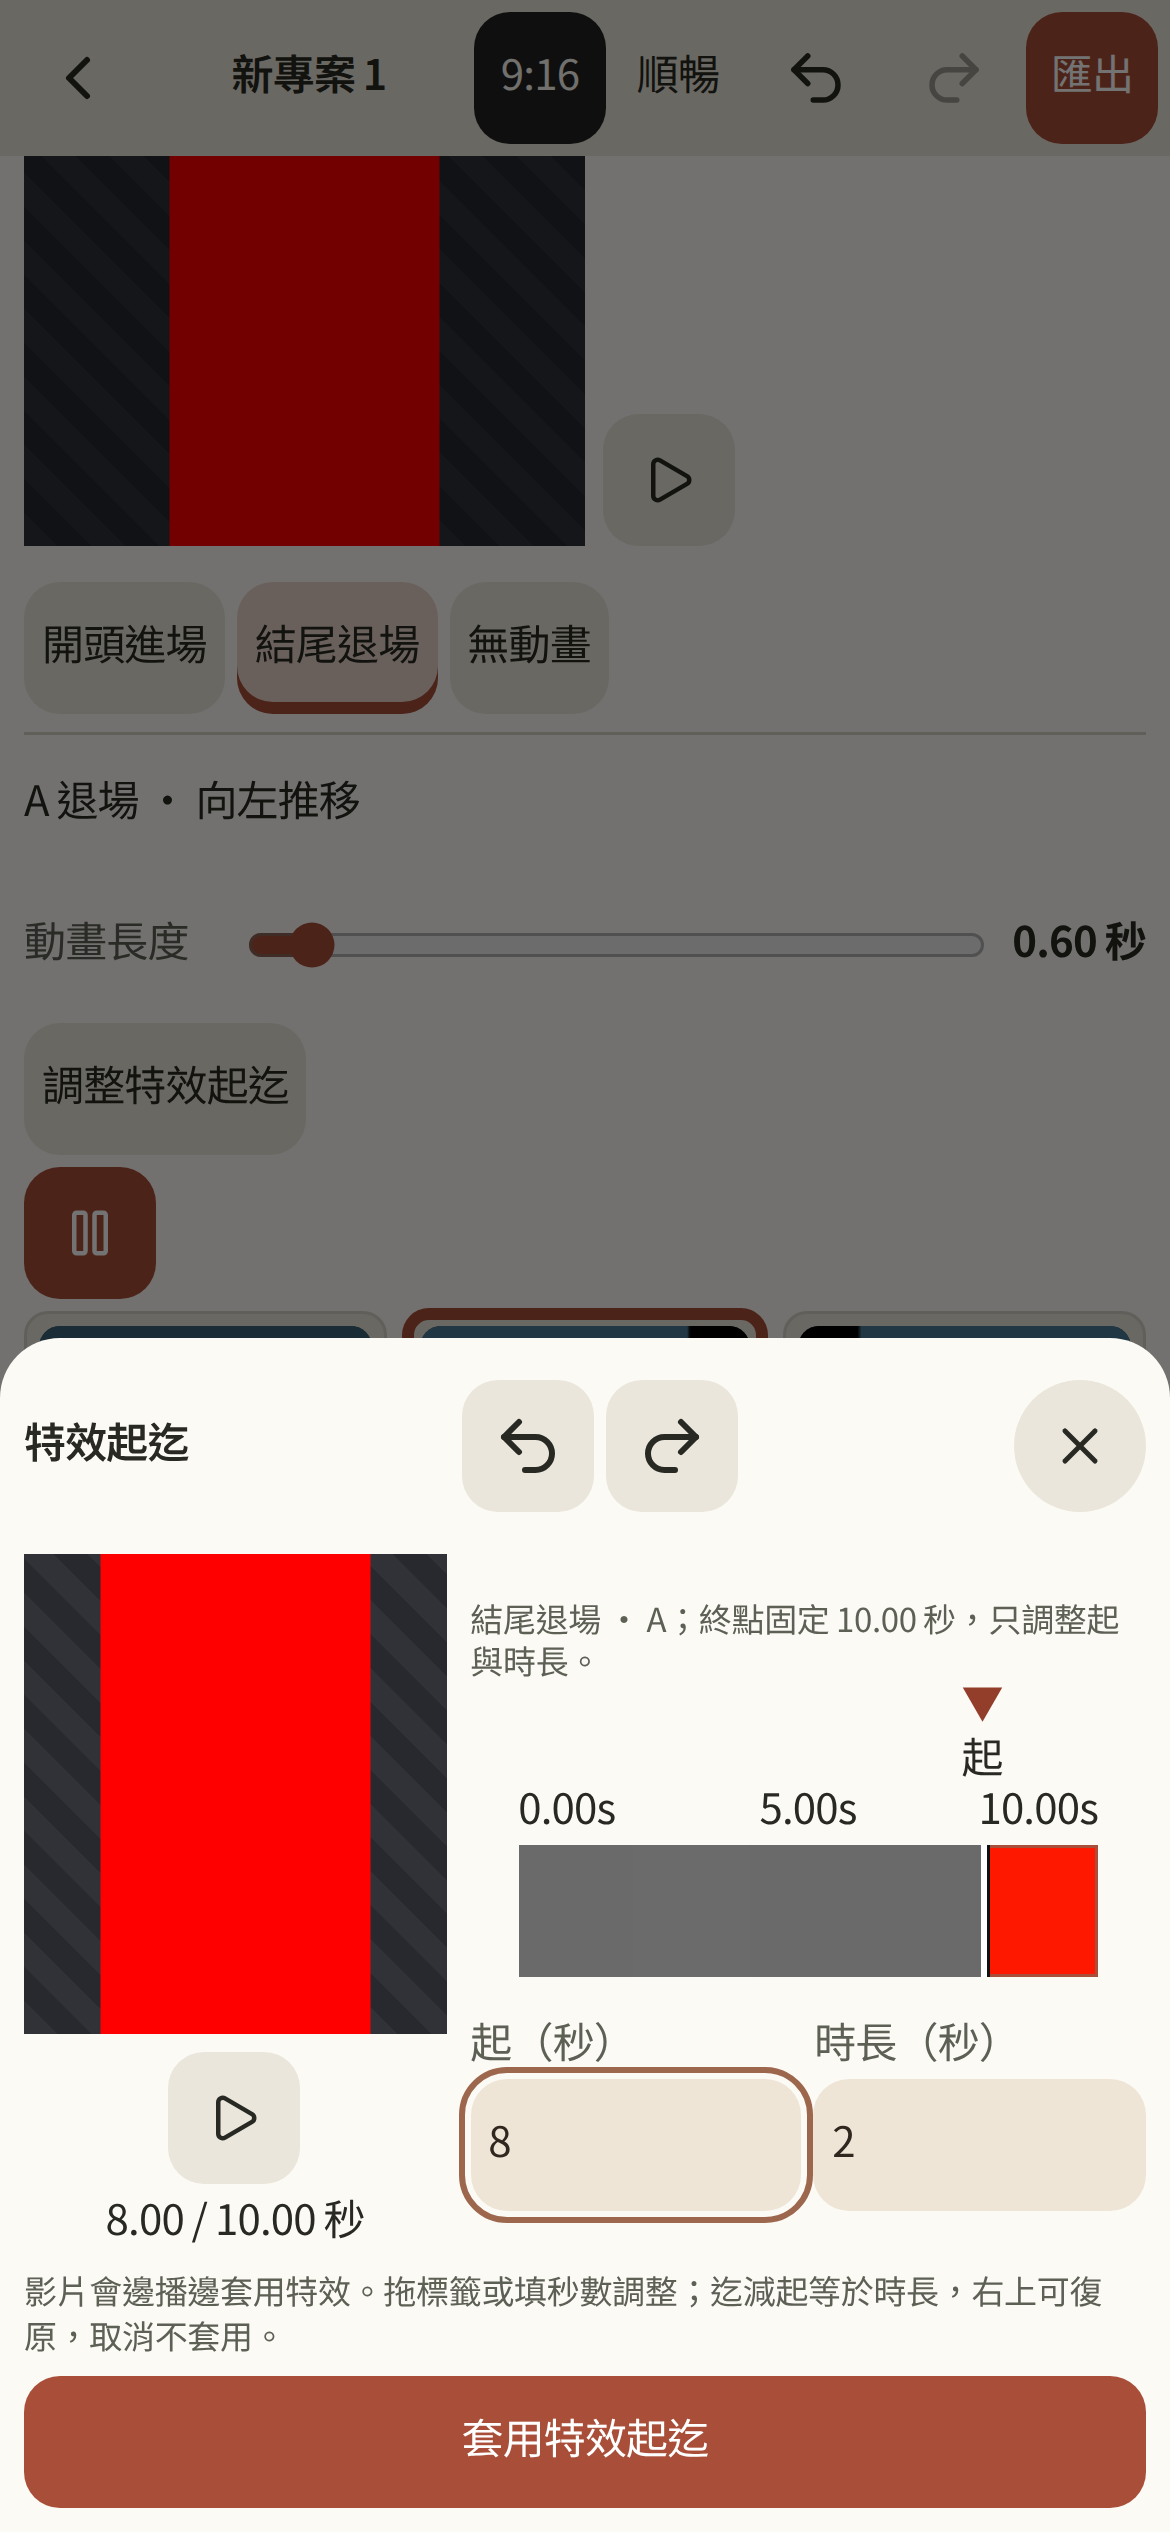 新專案 1
9:16
順暢
匯出
開頭進場
結尾退場
無動畫
A 退場 · 向左推移
動畫長度
0.60 秒
調整特效起迄
特效起迄
結尾退場 · A；終點固定 10.00 秒，只調整起
與時長。
起
0.00s
5.00s
10.00s
起（秒）
時長（秒）
8
2
8.00 / 10.00 秒
影片會邊播邊套用特效。拖標籤或填秒數調整；迄減起等於時長，右上可復
原，取消不套用。
套用特效起迄